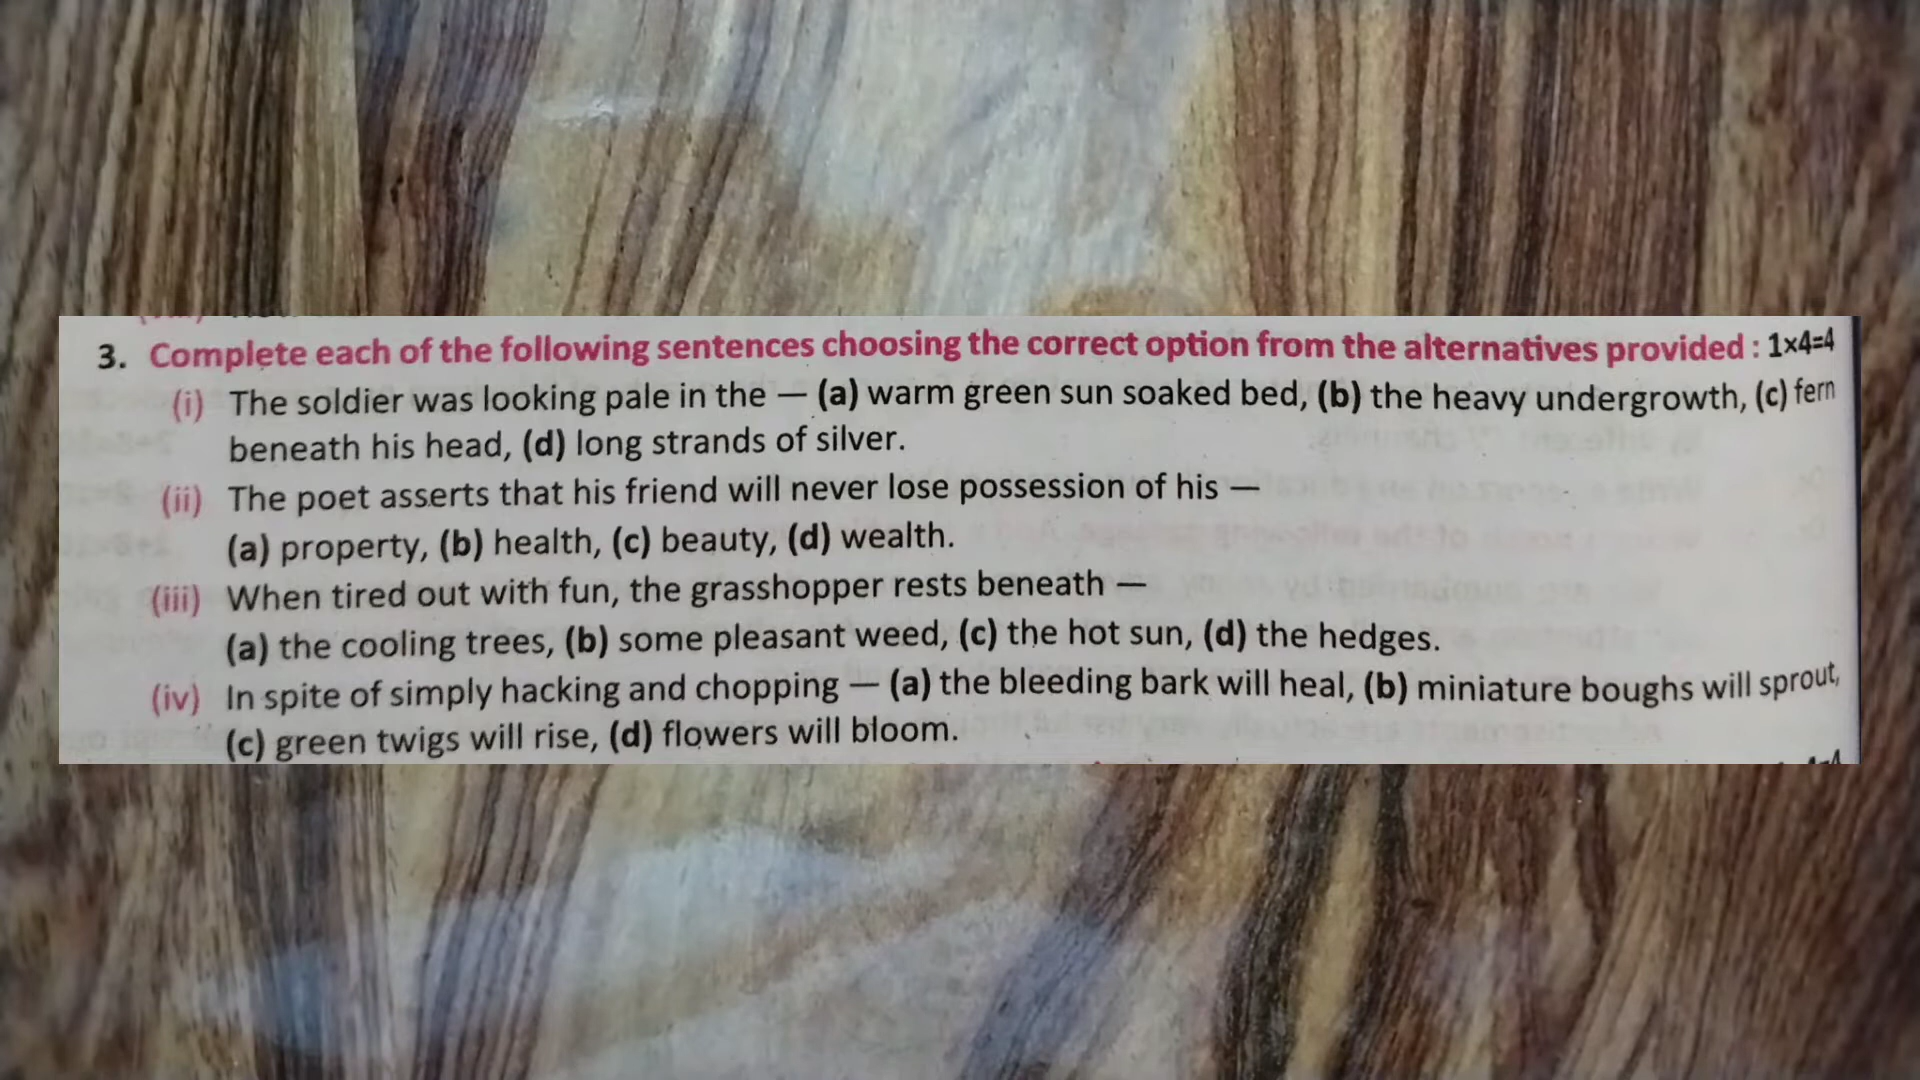 3. Complete each of the following sentences choosing the correct option from the alternatives provided : 1×4=4
(i) The soldier was looking pale in the — (a) warm green sun soaked bed, (b) the heavy undergrowth, (c) fern
beneath his head, (d) long strands of silver.
(ii) The poet asserts that his friend will never lose possession of his —
(a) property, (b) health, (c) beauty, (d) wealth.
(iii) When tired out with fun, the grasshopper rests beneath —
(a) the cooling trees, (b) some pleasant weed, (c) the hot sun, (d) the hedges.
(iv) In spite of simply hacking and chopping — (a) the bleeding bark will heal, (b) miniature boughs will sprout,
(c) green twigs will rise, (d) flowers will bloom.